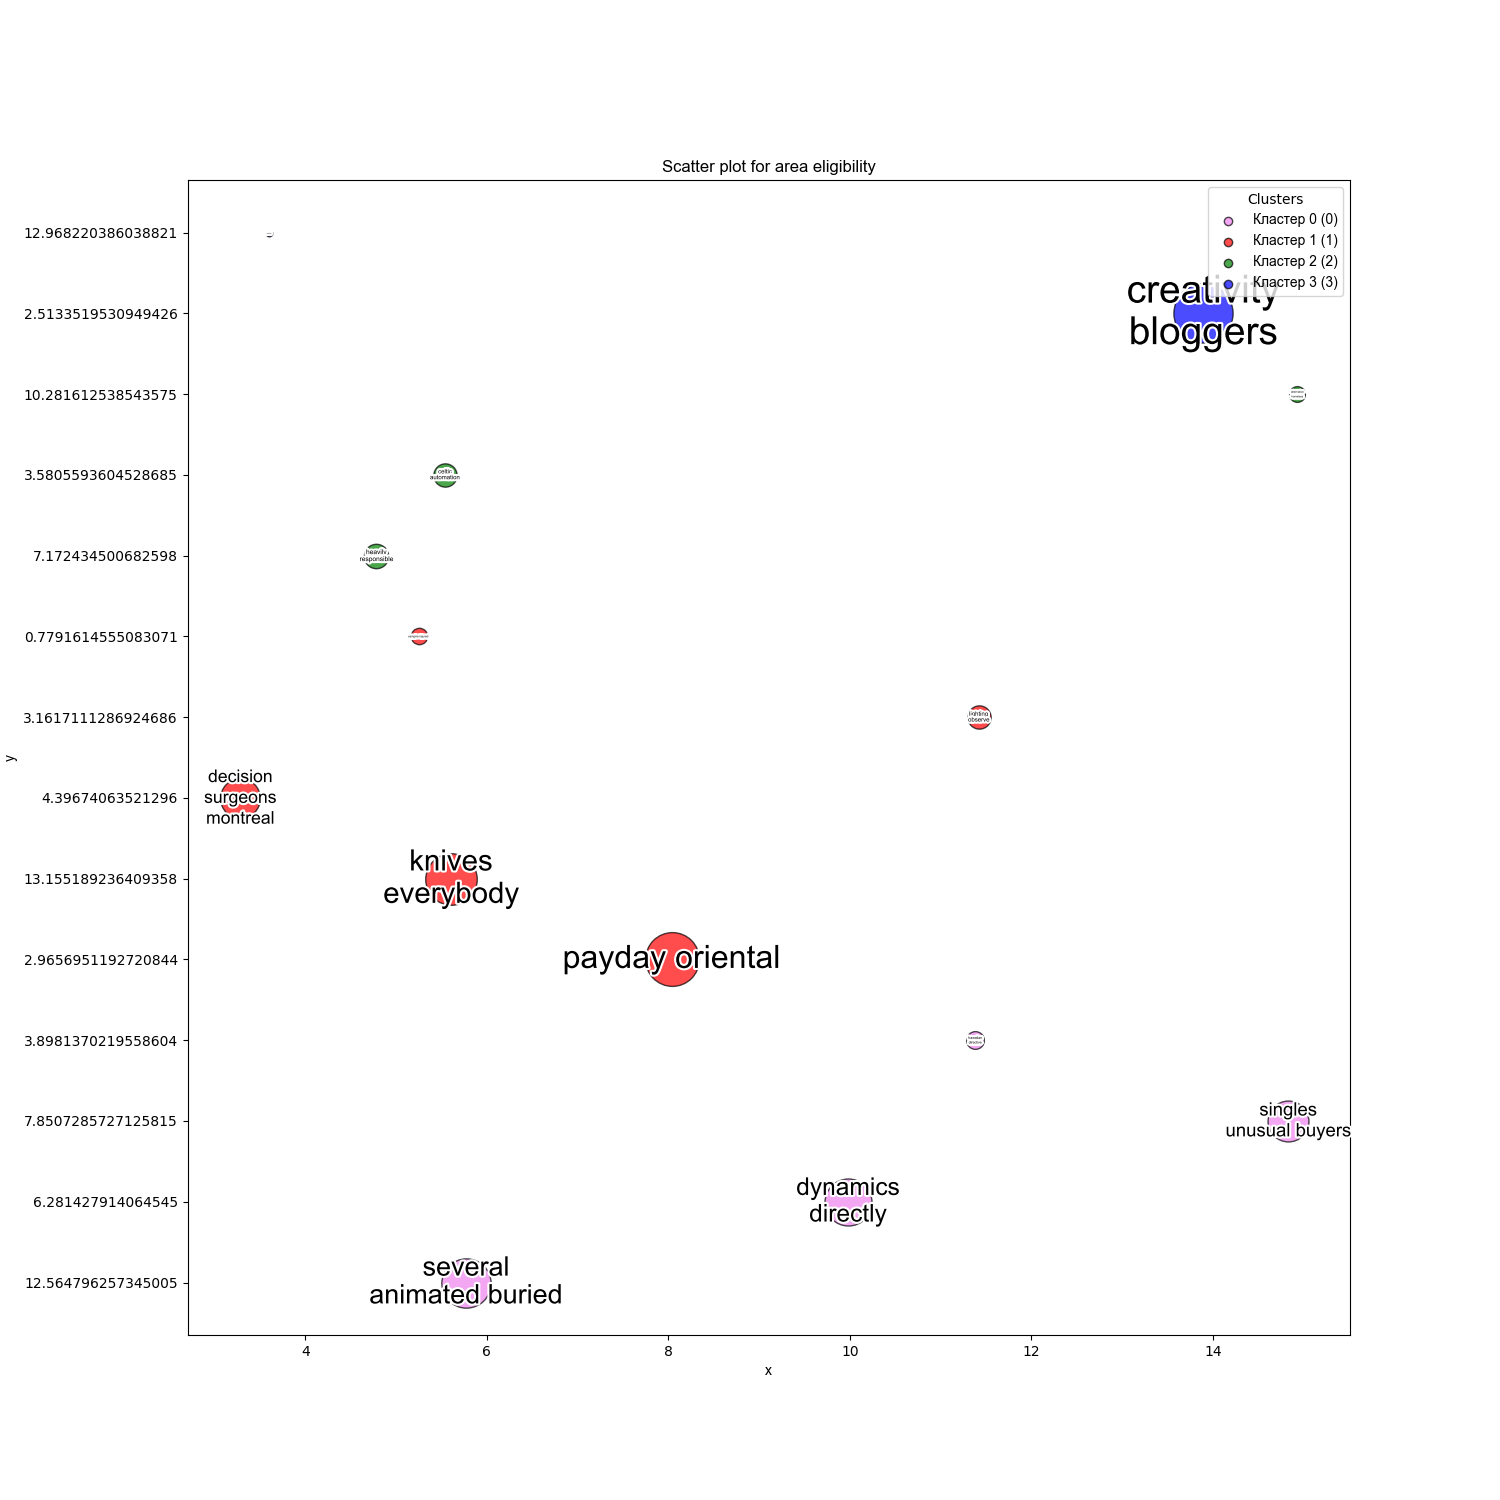 Scatter plot for area eligibility
Clusters
Кластер 0 (0)
Кластер 1 (1)
Кластер 2 (2)
Кластер 3 (3)
12.968220386038821
2.5133519530949426
10.281612538543575
3.5805593604528685
7.172434500682598
0.7791614555083071
3.1617111286924686
4.39674063521296
13.155189236409358
2.9656951192720844
3.8981370219558604
7.8507285727125815
6.281427914064545
12.564796257345005
y
creativity
bloggers
celtic
automation
heavily
responsible
lighting
observe
decision
surgeons
montreal
knives
everybody
payday oriental
singles
unusual buyers
dynamics
directly
several
animated buried
4
6
8
10
12
14
x